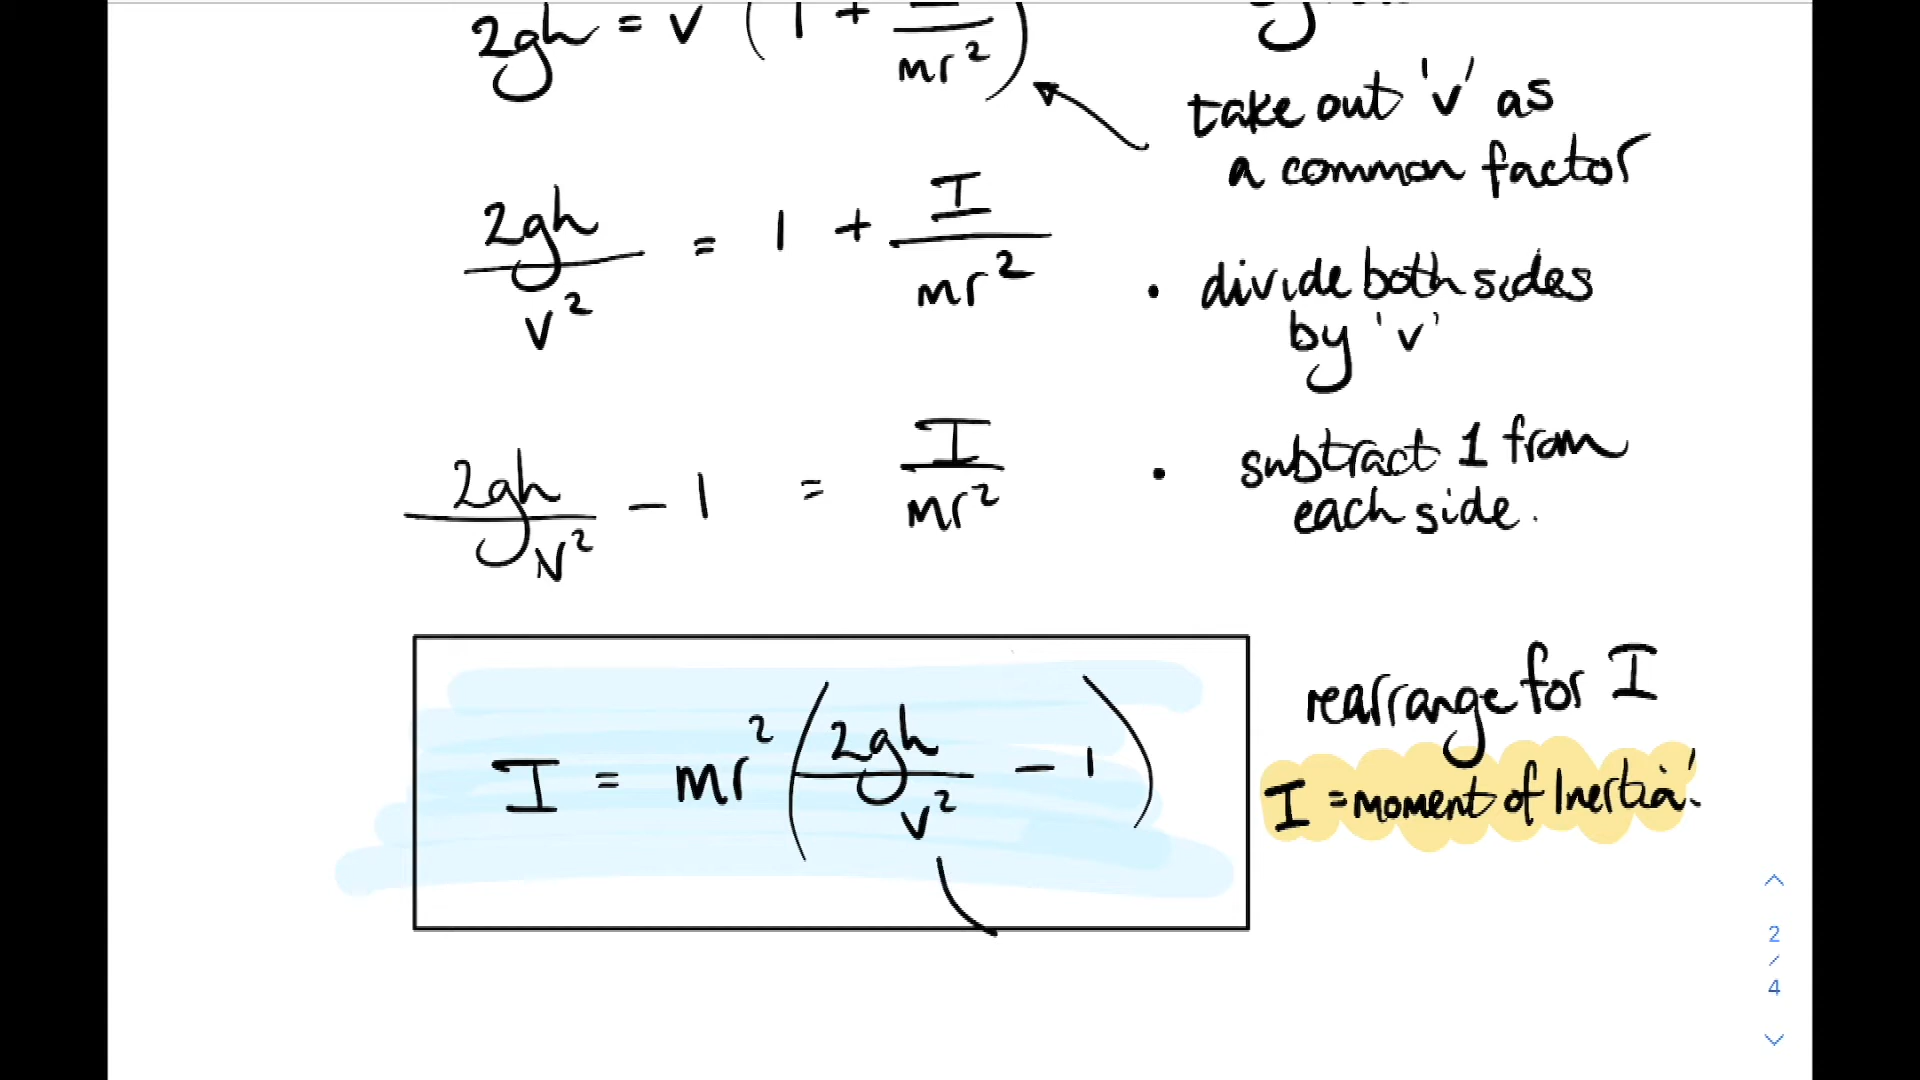 2gh = v (1 + I/mr²)
take out 'v' as
a common factor
2gh/v² = 1 + I/mr²
• divide both sides
by 'v'
2gh/v² - 1 = I/mr²
• subtract 1 from
each side.
I = mr²(2gh/v² - 1)
rearrange for I
I = moment of Inertia.
2
/
4